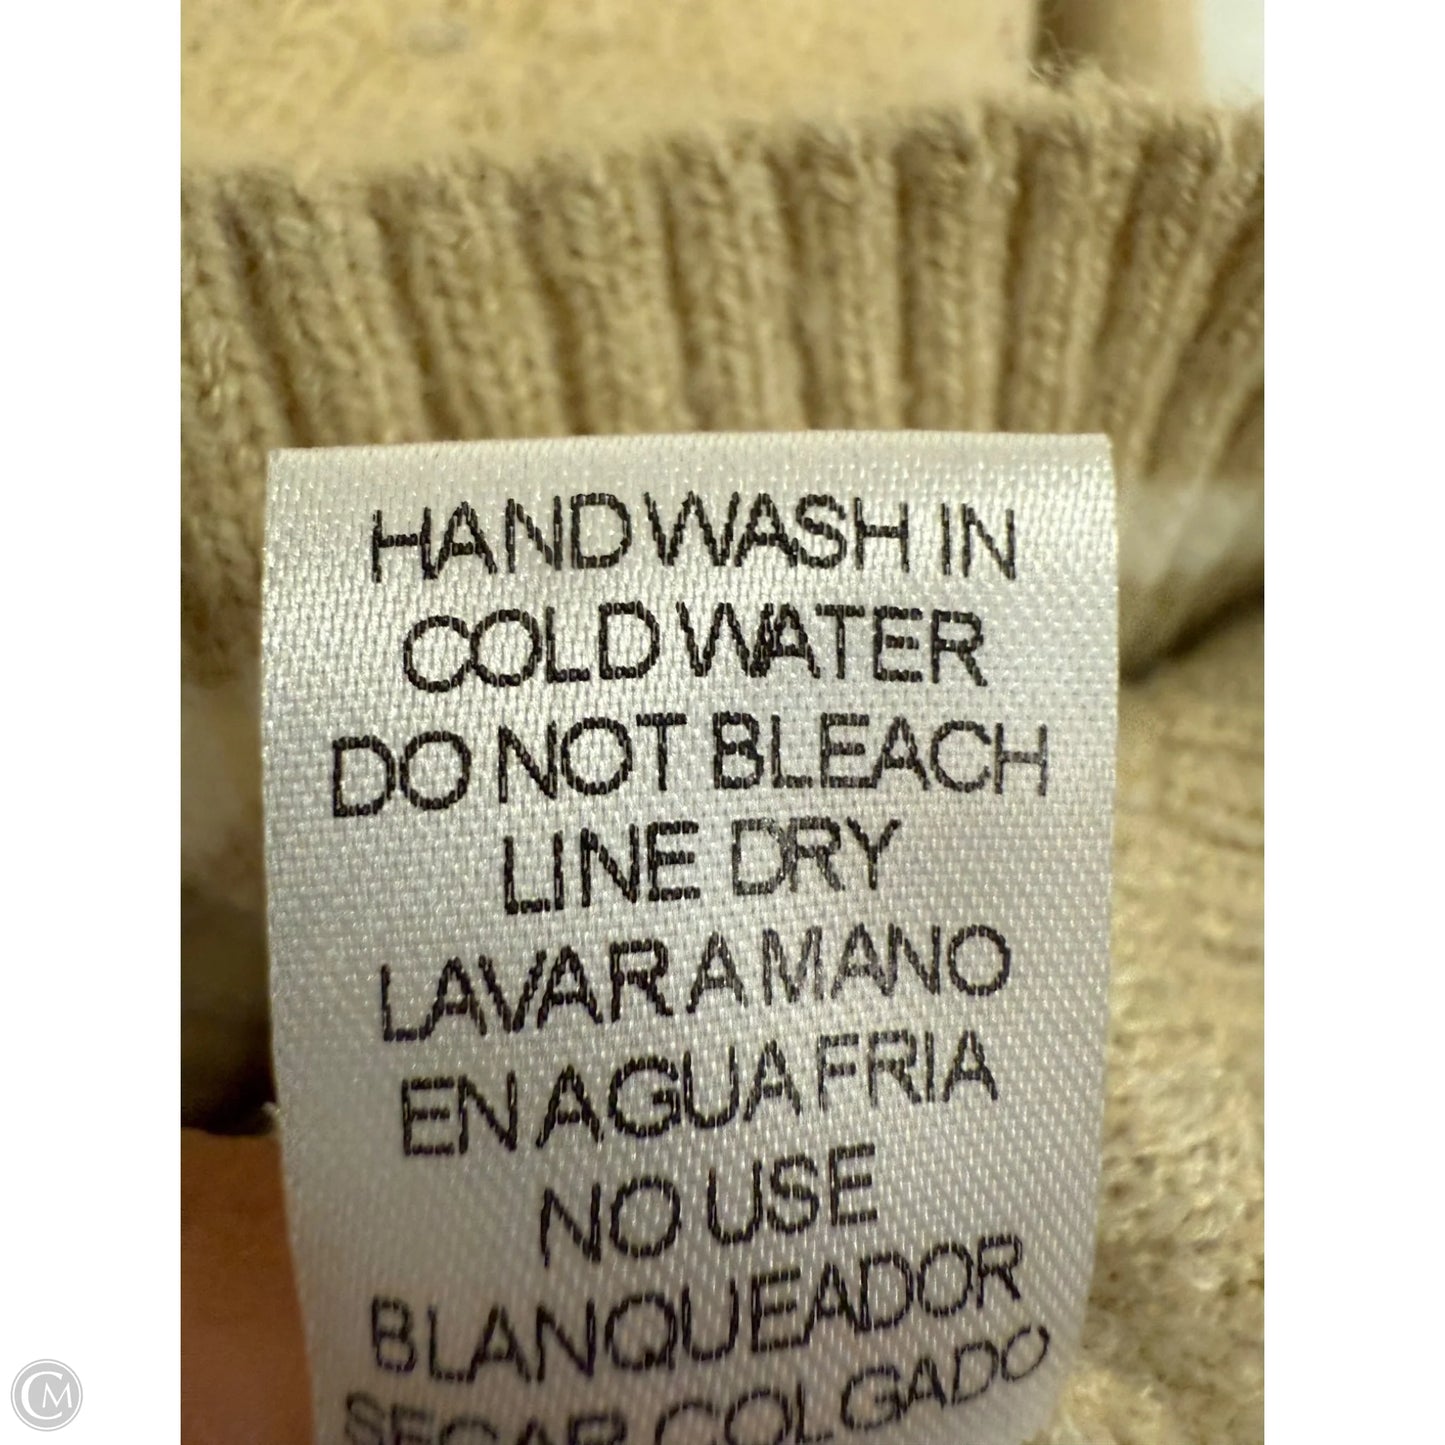 HAND WASH IN
COLD WATER
DO NOT BLEACH
LINE DRY
LAVAR A MANO
EN AGUA FRIA
NO USE
BLANQUEADOR
SECAR COLGADO
CM